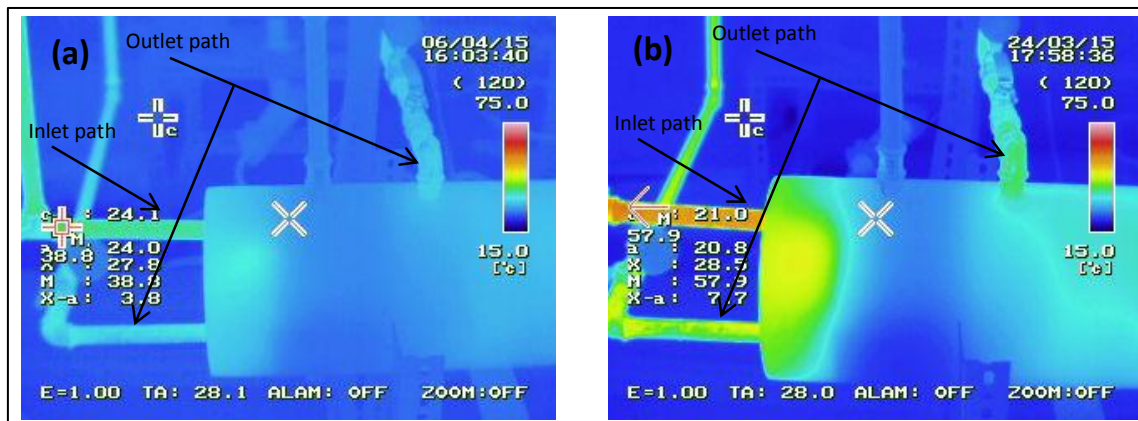 (a)
Outlet path
06/04/15
16:03:40
( 120)
75.0
c
Inlet path
: 24.1
M
a : 24.0
38.8
X : 27.8
M : 38.8
X-a : 3.8
15.0
[°c]
E=1.00 TA: 28.1 ALAM: OFF ZOOM:OFF
(b)
Outlet path
24/03/15
17:58:36
( 120)
75.0
c
Inlet path
M : 21.0
57.9
a : 20.8
X : 28.5
M : 57.9
X-a : 7.7
15.0
[°c]
E=1.00 TA: 28.0 ALAM: OFF ZOOM:OFF